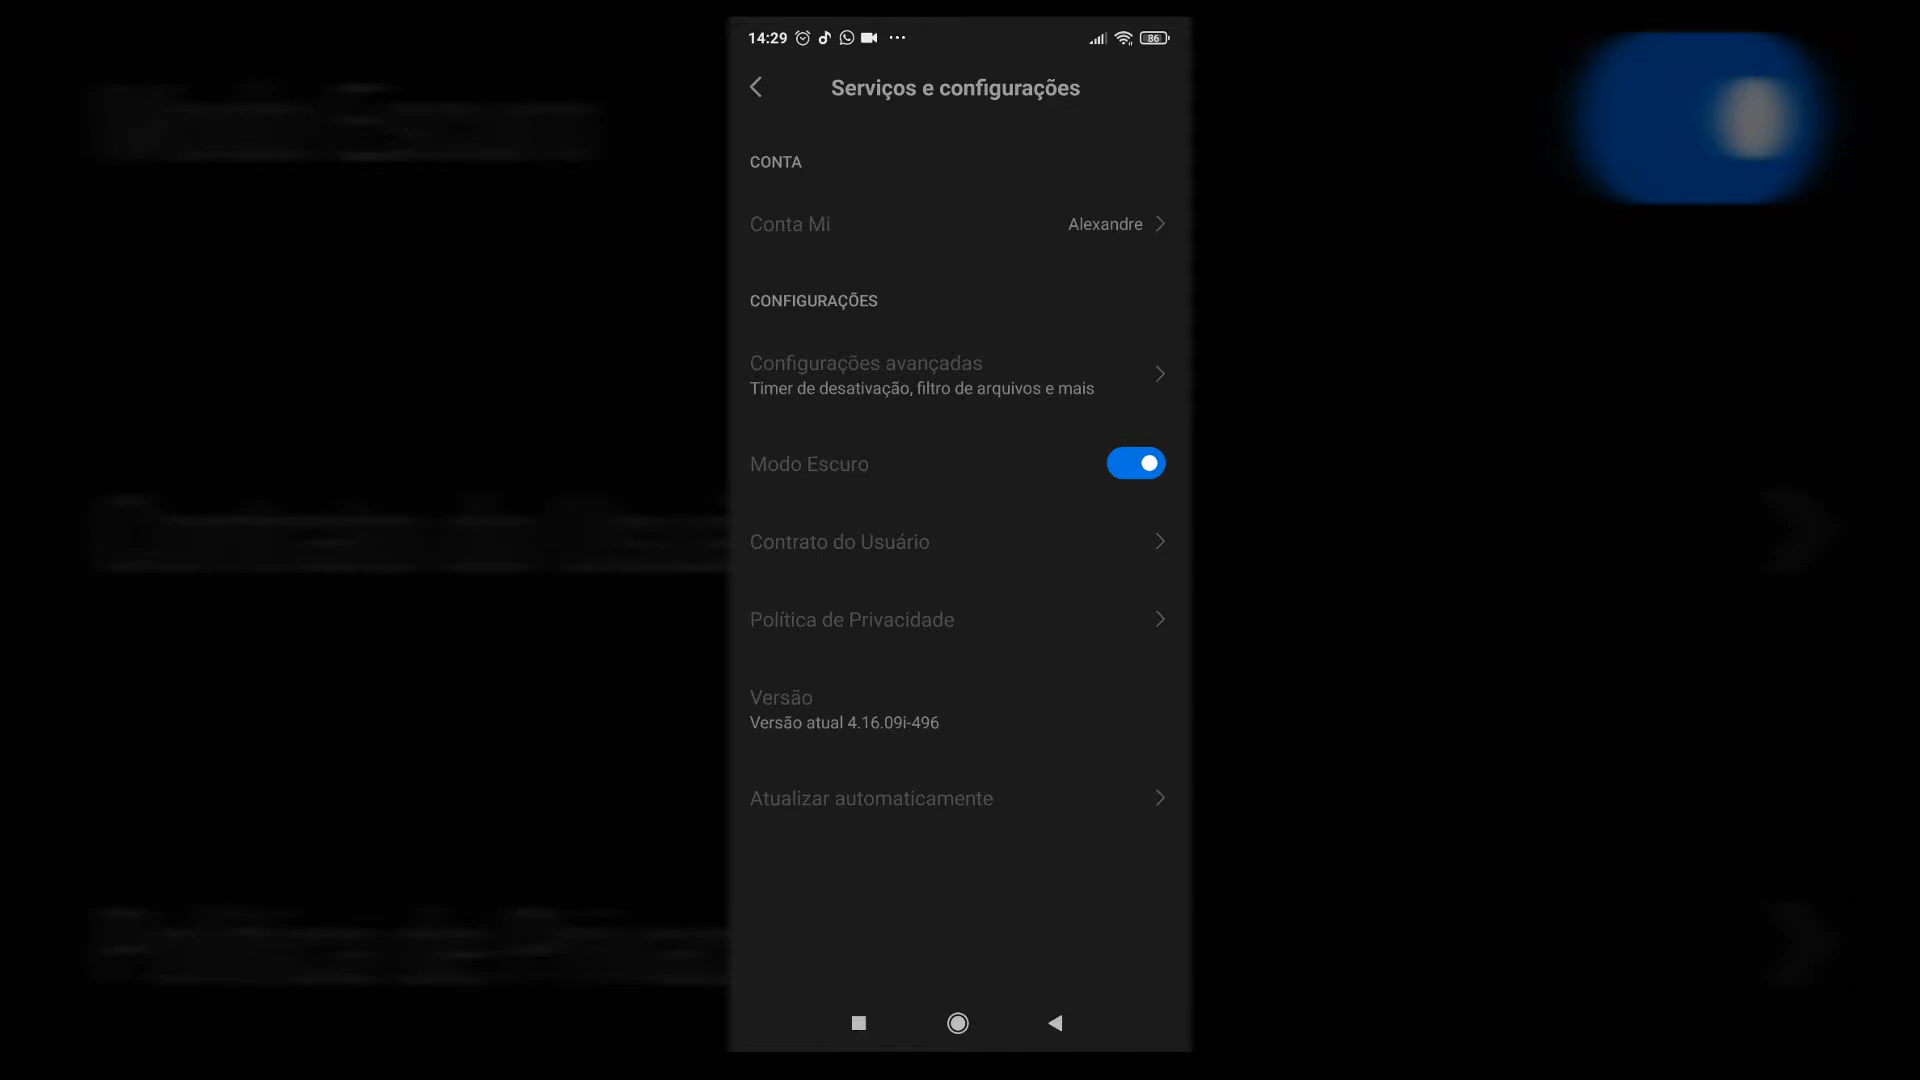 14:29
86
Serviços e configurações
CONTA
Conta Mi
Alexandre
CONFIGURAÇÕES
Configurações avançadas
Timer de desativação, filtro de arquivos e mais
Modo Escuro
Contrato do Usuário
Política de Privacidade
Versão
Versão atual 4.16.09i-496
Atualizar automaticamente